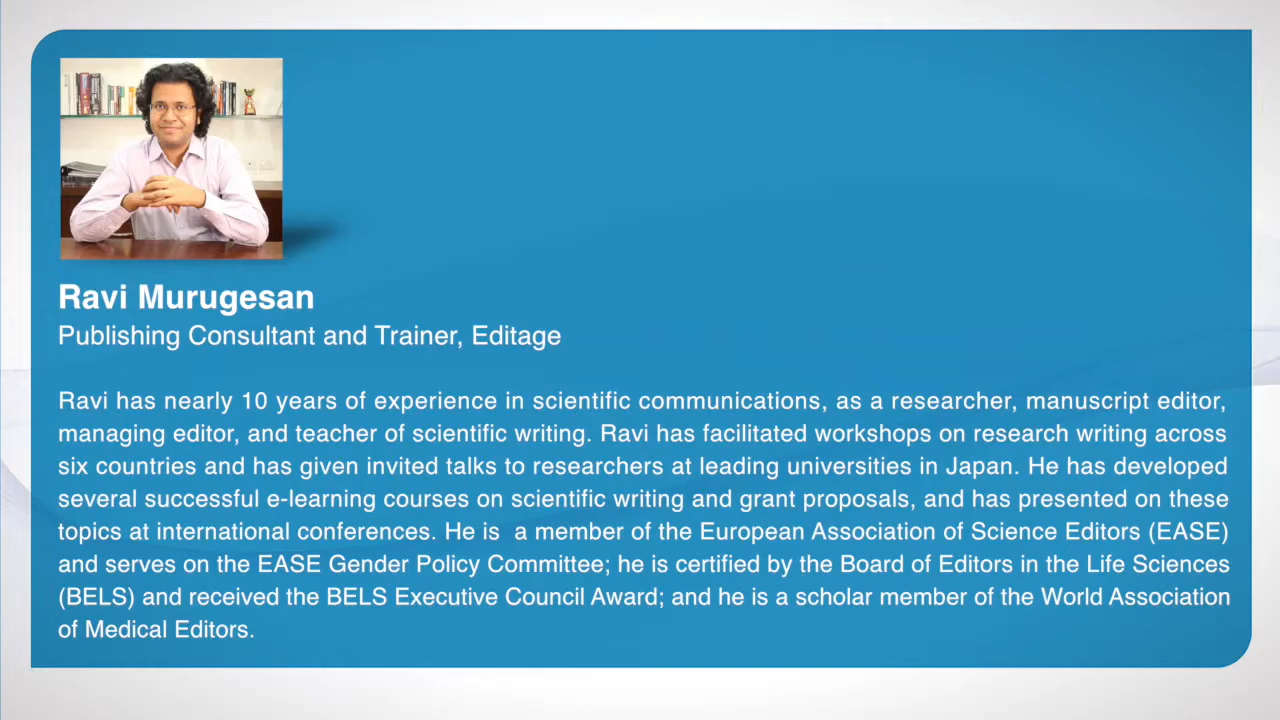 Ravi Murugesan
Publishing Consultant and Trainer, Editage
Ravi has nearly 10 years of experience in scientific communications, as a researcher, manuscript editor,
managing editor, and teacher of scientific writing. Ravi has facilitated workshops on research writing across
six countries and has given invited talks to researchers at leading universities in Japan. He has developed
several successful e-learning courses on scientific writing and grant proposals, and has presented on these
topics at international conferences. He is  a member of the European Association of Science Editors (EASE)
and serves on the EASE Gender Policy Committee; he is certified by the Board of Editors in the Life Sciences
(BELS) and received the BELS Executive Council Award; and he is a scholar member of the World Association
of Medical Editors.